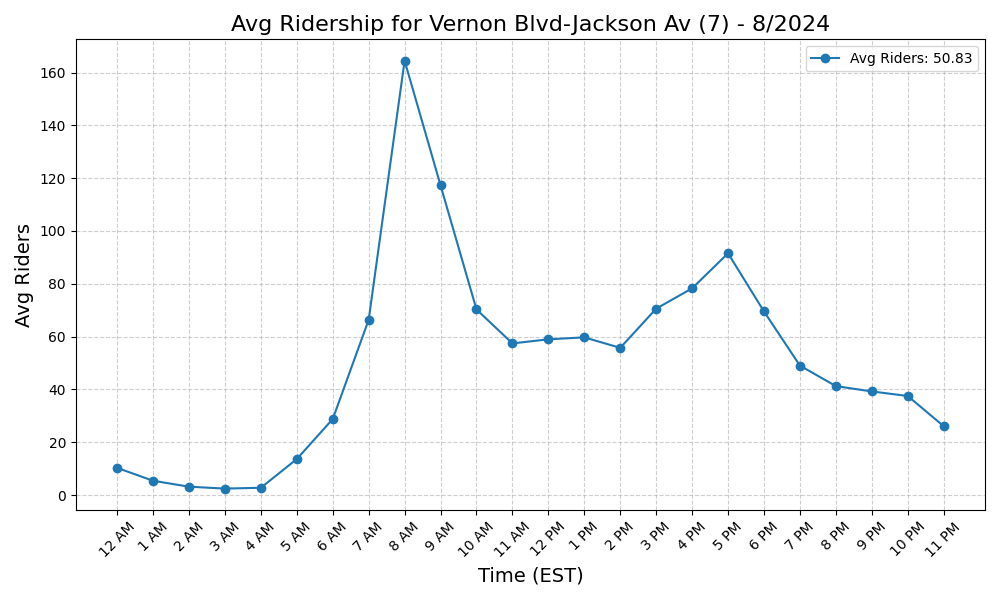 Avg Ridership for Vernon Blvd-Jackson Av (7) - 8/2024
Avg Riders: 50.83
Avg Riders
160
140
120
100
80
60
40
20
0
12 AM
1 AM
2 AM
3 AM
4 AM
5 AM
6 AM
7 AM
8 AM
9 AM
10 AM
11 AM
12 PM
1 PM
2 PM
3 PM
4 PM
5 PM
6 PM
7 PM
8 PM
9 PM
10 PM
11 PM
Time (EST)